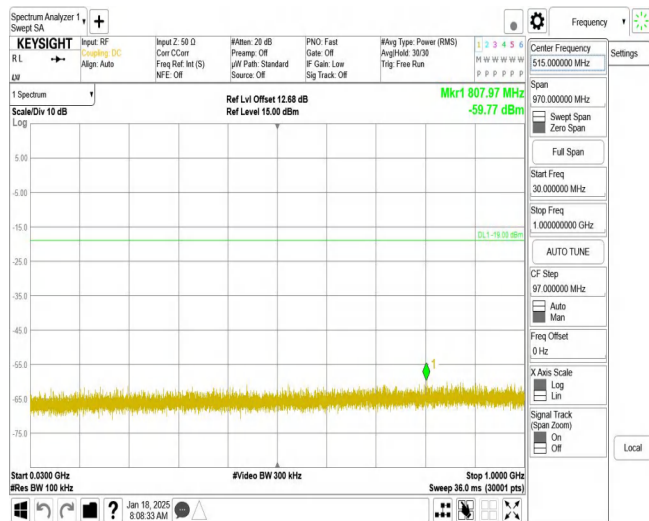 Spectrum Analyzer 1
Swept SA
+
Frequency
KEYSIGHT
R L
Input: RF
Coupling: DC
Align: Auto
Input Z: 50 Ω
Corr CCorr
Freq Ref: Int (S)
NFE: Off
#Atten: 20 dB
Preamp: Off
µW Path: Standard
Source: Off
PNO: Fast
Gate: Off
IF Gain: Low
Sig Track: Off
#Avg Type: Power (RMS)
Avg|Hold: 30/30
Trig: Free Run
1 2 3 4 5 6
M W W W W W
P P P P P P
1 Spectrum
Scale/Div 10 dB
Log
Ref Lvl Offset 12.68 dB
Ref Level 15.00 dBm
Mkr1 807.97 MHz
-59.77 dBm
5.00
-5.00
-15.0
-25.0
-35.0
-45.0
-55.0
-65.0
-75.0
DL1 -19.00 dBm
1
Start 0.0300 GHz
#Res BW 100 kHz
#Video BW 300 kHz
Stop 1.0000 GHz
Sweep 36.0 ms (30001 pts)
Jan 18, 2025
8:08:33 AM
?
Center Frequency
515.000000 MHz
Span
970.000000 MHz
Swept Span
Zero Span
Full Span
Start Freq
30.000000 MHz
Stop Freq
1.000000000 GHz
AUTO TUNE
CF Step
97.000000 MHz
Auto
Man
Freq Offset
0 Hz
X Axis Scale
Log
Lin
Signal Track
(Span Zoom)
On
Off
Settings
Local